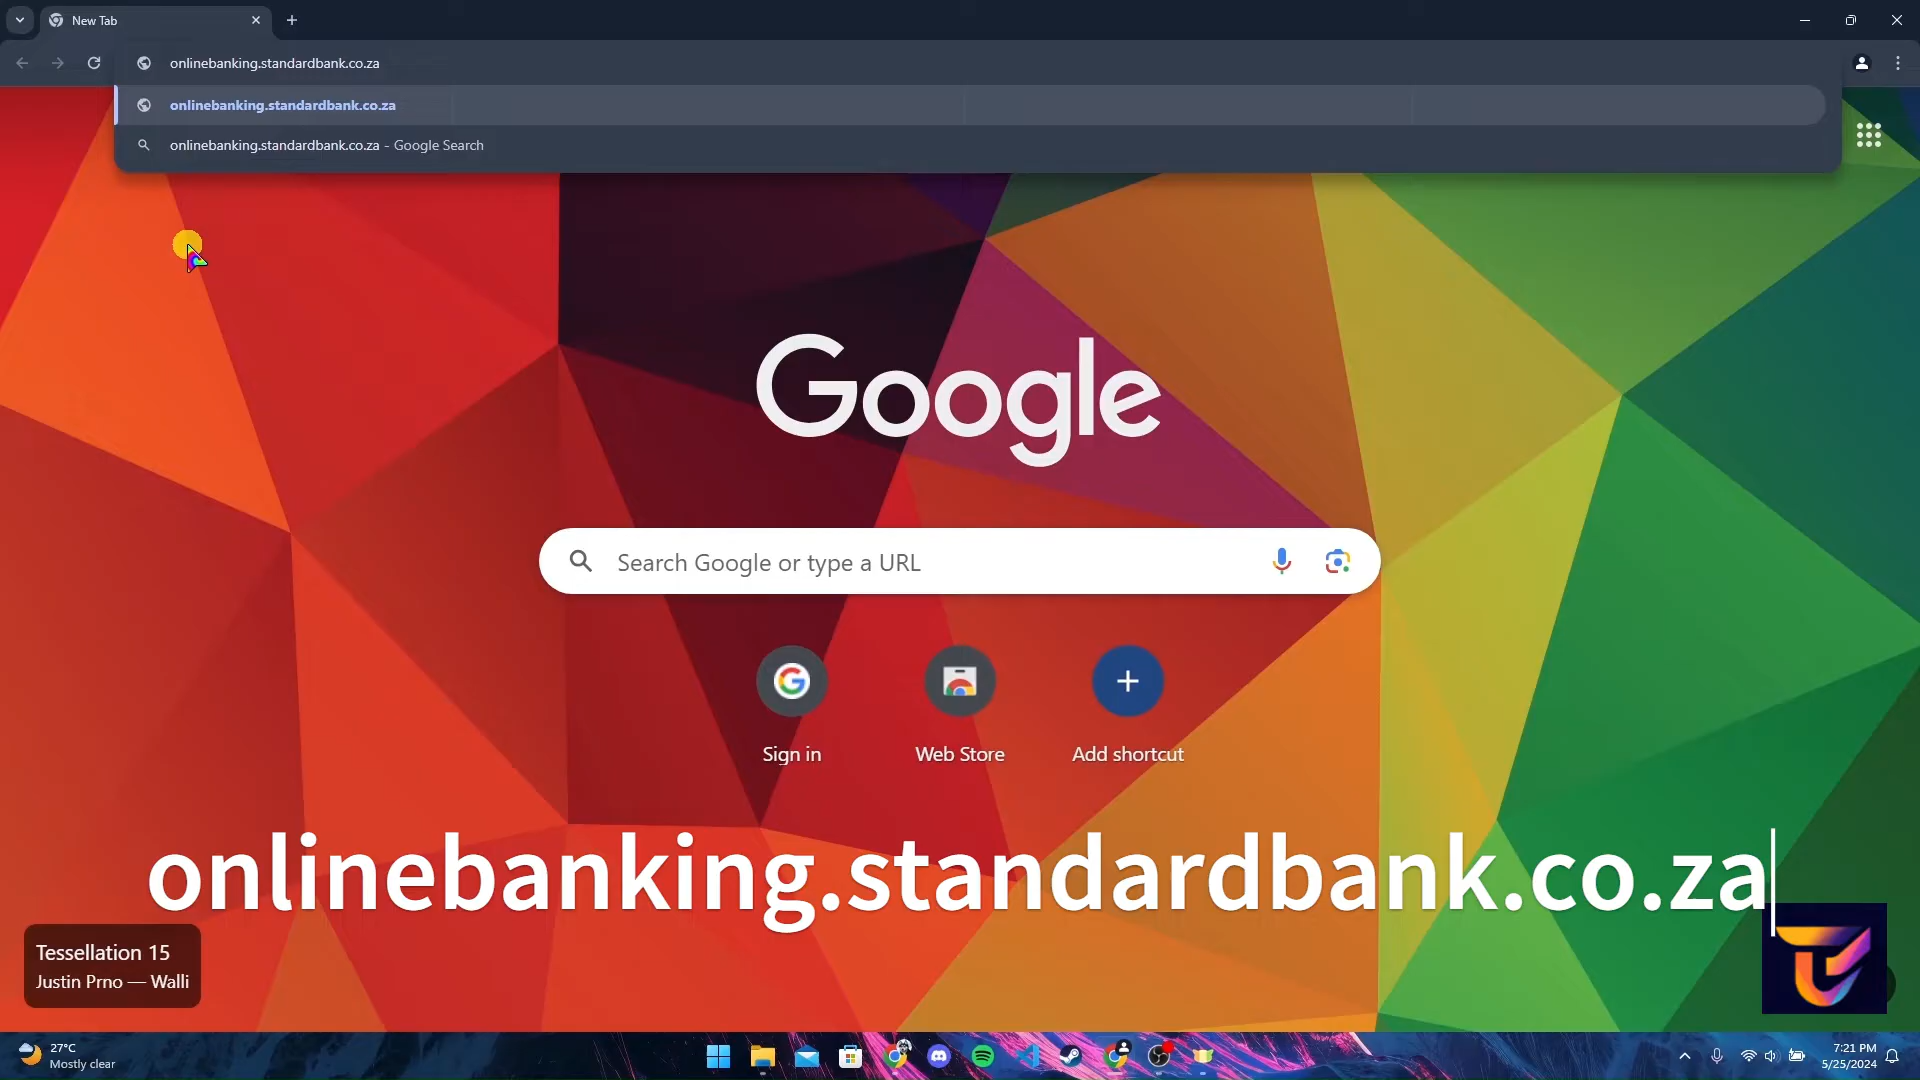 New Tab
onlinebanking.standardbank.co.za
onlinebanking.standardbank.co.za
onlinebanking.standardbank.co.za - Google Search
Google
Search Google or type a URL
Sign in
Web Store
Add shortcut
onlinebanking.standardbank.co.za
Tessellation 15
Justin Prno — Walli
27°C
Mostly clear
7:21 PM
5/25/2024